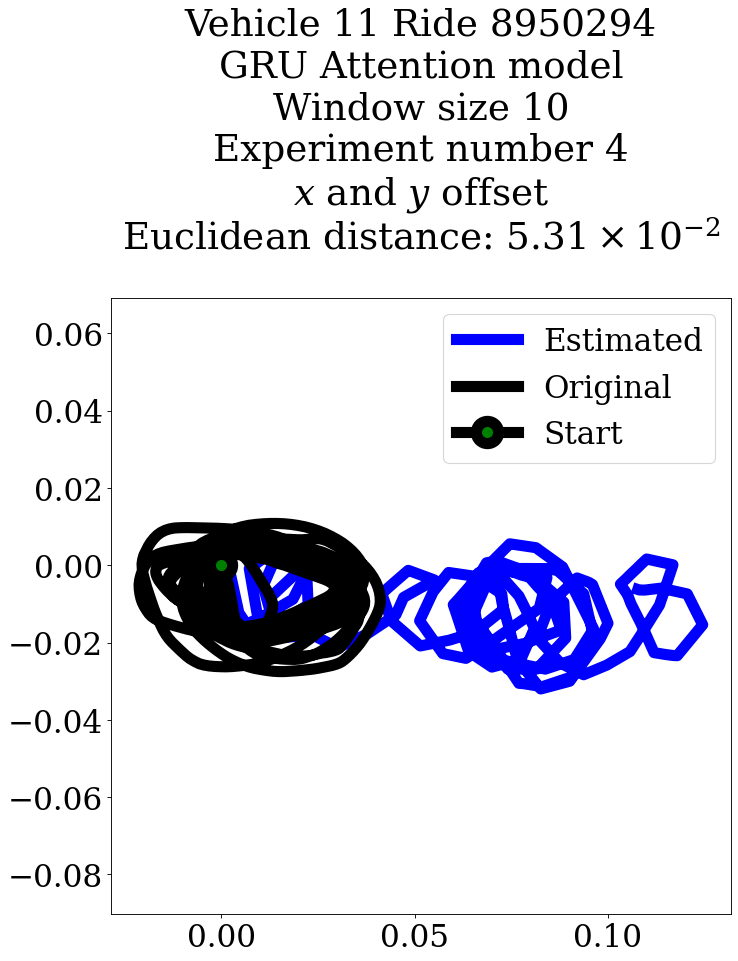 Vehicle 11 Ride 8950294
GRU Attention model
Window size 10
Experiment number 4
x and y offset
Euclidean distance: 5.31 × 10⁻²
Estimated
Original
Start
0.06
0.04
0.02
0.00
−0.02
−0.04
−0.06
−0.08
0.00 0.05 0.10